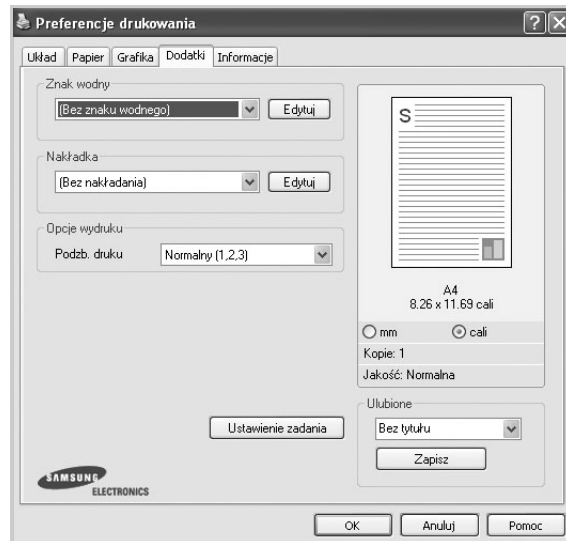 Preferencje drukowania
Układ Papier Grafika Dodatki Informacje
Znak wodny
(Bez znaku wodnego) Edytuj
Nakładka
(Bez nakładania) Edytuj
Opcje wydruku
Podzb. druku Normalny (1,2,3)
Ustawienie zadania
SAMSUNG
ELECTRONICS
S
A4
8.26 x 11.69 cali
mm cali
Kopie: 1
Jakość: Normalna
Ulubione
Bez tytułu
Zapisz
OK Anuluj Pomoc